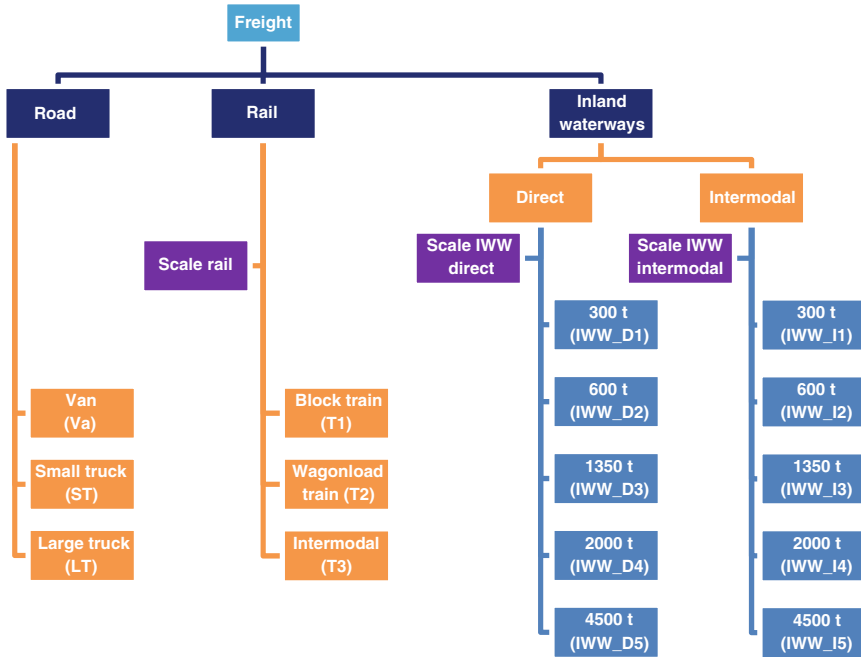 Freight
Road
Rail
Inland
waterways
Direct
Intermodal
Scale rail
Scale IWW
direct
Scale IWW
intermodal
Van
(Va)
Small truck
(ST)
Large truck
(LT)
Block train
(T1)
Wagonload
train (T2)
Intermodal
(T3)
300 t
(IWW_D1)
600 t
(IWW_D2)
1350 t
(IWW_D3)
2000 t
(IWW_D4)
4500 t
(IWW_D5)
300 t
(IWW_I1)
600 t
(IWW_I2)
1350 t
(IWW_I3)
2000 t
(IWW_I4)
4500 t
(IWW_I5)